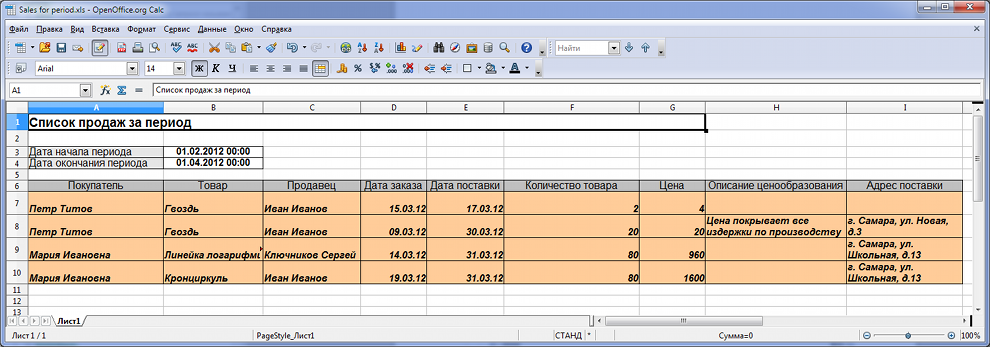 Sales for period.xls - OpenOffice.org Calc
Файл Правка Вид Вставка Формат Сервис Данные Окно Справка
Найти
Arial 14 Ж К Ч
A1 Список продаж за период
A B C D E F G H I
1 Список продаж за период
2
3 Дата начала периода 01.02.2012 00:00
4 Дата окончания периода 01.04.2012 00:00
5
6 Покупатель Товар Продавец Дата заказа Дата поставки Количество товара Цена Описание ценообразования Адрес поставки
7 Петр Титов Гвоздь Иван Иванов 15.03.12 17.03.12 2 4
8 Петр Титов Гвоздь Иван Иванов 09.03.12 30.03.12 20 20 Цена покрывает все издержки по производству г. Самара, ул. Новая, д.3
9 Мария Ивановна Линейка логарифми Ключников Сергей 14.03.12 31.03.12 80 960 г. Самара, ул. Школьная, д.13
10 Мария Ивановна Кронциркуль Иван Иванов 19.03.12 31.03.12 80 1600 г. Самара, ул. Школьная, д.13
11
12
13
Лист1
Лист 1 / 1 PageStyle_Лист1 СТАНД * Сумма=0 100%